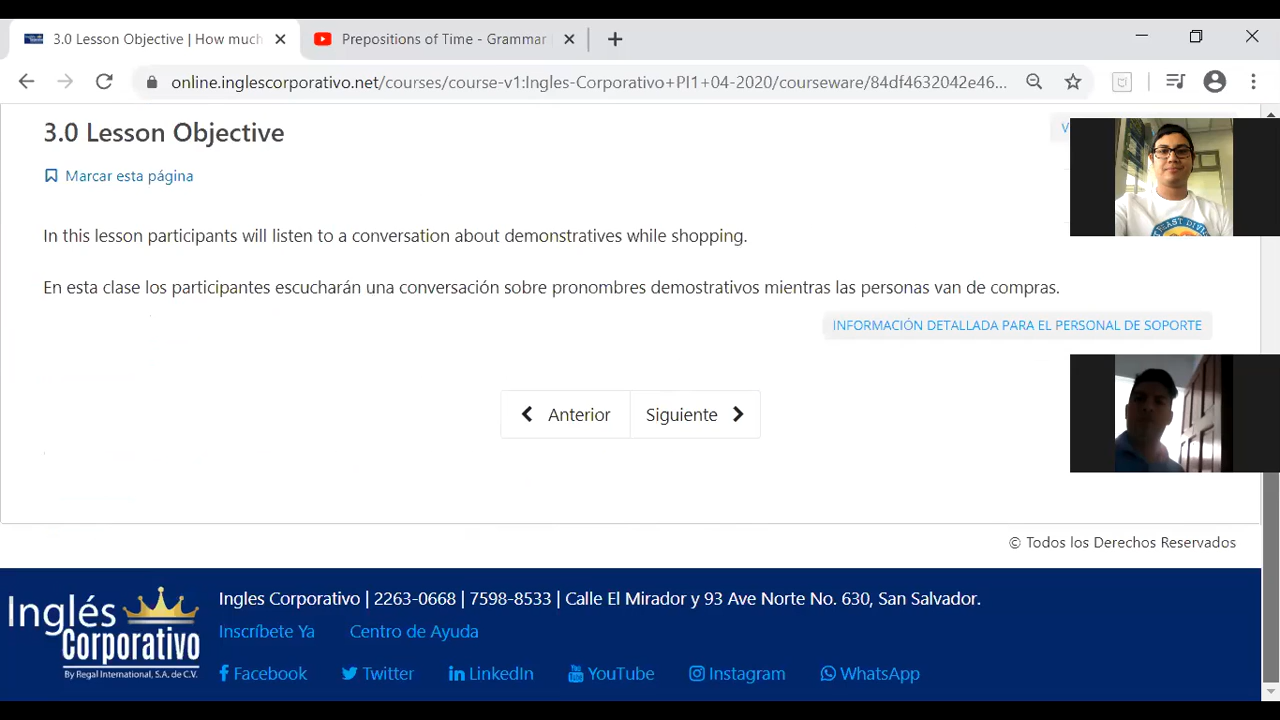 3.0 Lesson Objective | How much
Prepositions of Time - Grammar
online.inglescorporativo.net/courses/course-v1:Ingles-Corporativo+PI1+04-2020/courseware/84df4632042e46...
3.0 Lesson Objective
Marcar esta página
In this lesson participants will listen to a conversation about demonstratives while shopping.
En esta clase los participantes escucharán una conversación sobre pronombres demostrativos mientras las personas van de compras.
INFORMACIÓN DETALLADA PARA EL PERSONAL DE SOPORTE
Anterior Siguiente
© Todos los Derechos Reservados
Inglés Corporativo
By Regal International, S.A. de C.V.
Ingles Corporativo | 2263-0668 | 7598-8533 | Calle El Mirador y 93 Ave Norte No. 630, San Salvador.
Inscríbete Ya Centro de Ayuda
Facebook Twitter LinkedIn YouTube Instagram WhatsApp